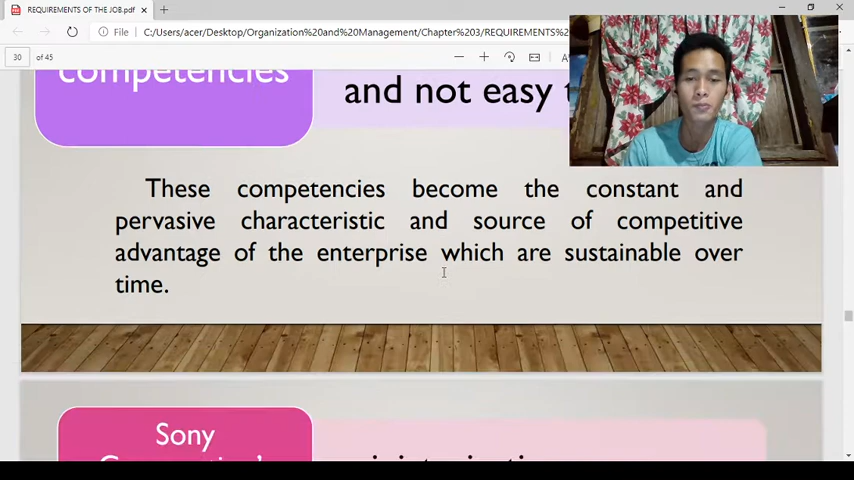 REQUIREMENTS OF THE JOB.pdf
File
C:/Users/acer/Desktop/Organization%20and%20Management/Chapter%203/REQUIREMENTS%2
30
of 45
competencies
and not easy
These competencies become the constant and
pervasive characteristic and source of competitive
advantage of the enterprise which are sustainable over
time.
Sony